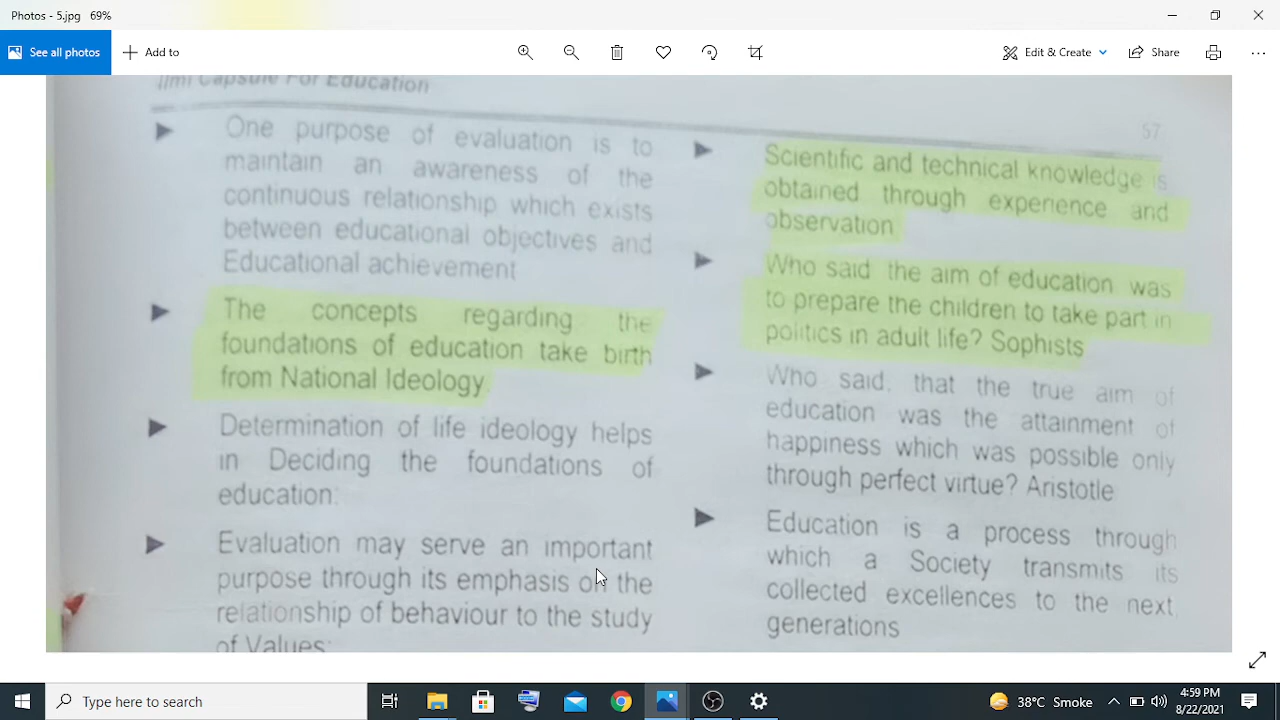 Photos - 5.jpg 69%
See all photos
Add to
Edit & Create
Share
Ilmi Capsule For Education
57
One purpose of evaluation is to
maintain an awareness of the
continuous relationship which exists
between educational objectives and
Educational achievement
The concepts regarding the
foundations of education take birth
from National Ideology
Determination of life ideology helps
in Deciding the foundations of
education:
Evaluation may serve an important
purpose through its emphasis on the
relationship of behaviour to the study
of Values:
Scientific and technical knowledge is
obtained through experience and
observation
Who said the aim of education was
to prepare the children to take part in
politics in adult life? Sophists
Who said: that the true aim of
education was the attainment of
happiness which was possible only
through perfect virtue? Aristotle
Education is a process through
which a Society transmits its
collected excellences to the next
generations
Type here to search
38°C Smoke
4:59 PM
8/22/2021